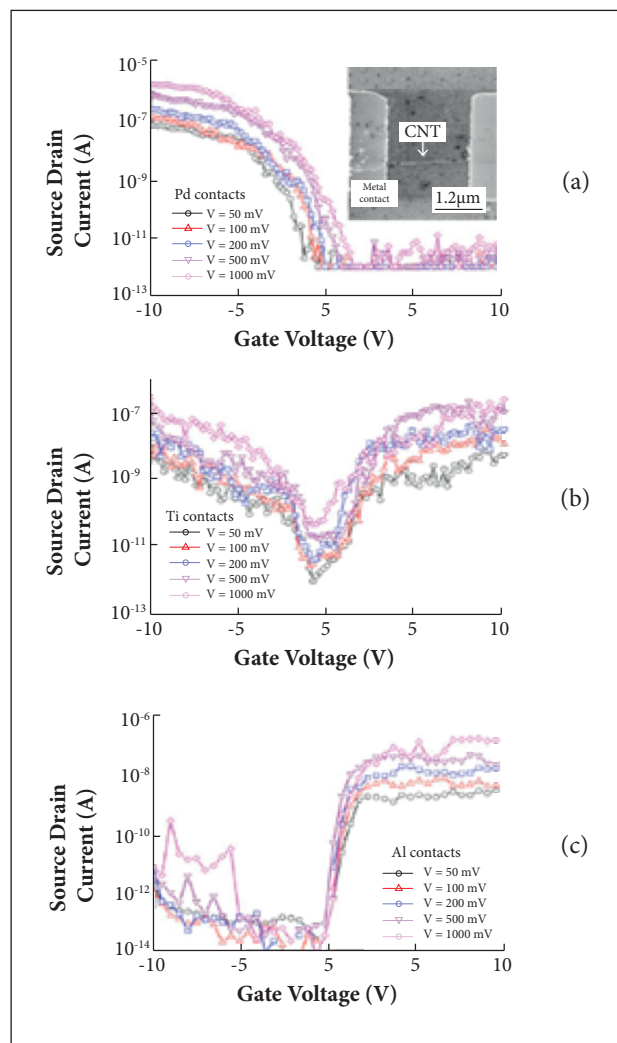 10⁻⁵
10⁻⁷
10⁻⁹
10⁻¹¹
10⁻¹³
Source Drain
Current (A)
CNT
Metal
contact
1.2μm
Pd contacts
V = 50 mV
V = 100 mV
V = 200 mV
V = 500 mV
V = 1000 mV
(a)
-10 -5 5 5 10
Gate Voltage (V)
10⁻⁷
10⁻⁹
10⁻¹¹
10⁻¹³
Source Drain
Current (A)
Ti contacts
V = 50 mV
V = 100 mV
V = 200 mV
V = 500 mV
V = 1000 mV
(b)
-10 -5 5 5 10
Gate Voltage (V)
10⁻⁶
10⁻⁸
10⁻¹⁰
10⁻¹²
10⁻¹⁴
Source Drain
Current (A)
Al contacts
V = 50 mV
V = 100 mV
V = 200 mV
V = 500 mV
V = 1000 mV
(c)
-10 -5 5 5 10
Gate Voltage (V)